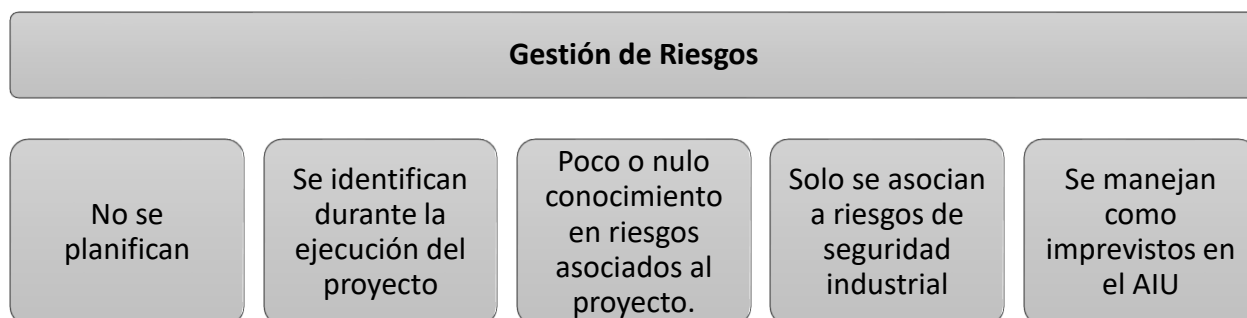 Gestión de Riesgos
No se
planifican
Se identifican
durante la
ejecución del
proyecto
Poco o nulo
conocimiento
en riesgos
asociados al
proyecto.
Solo se asocian
a riesgos de
seguridad
industrial
Se manejan
como
imprevistos en
el AIU